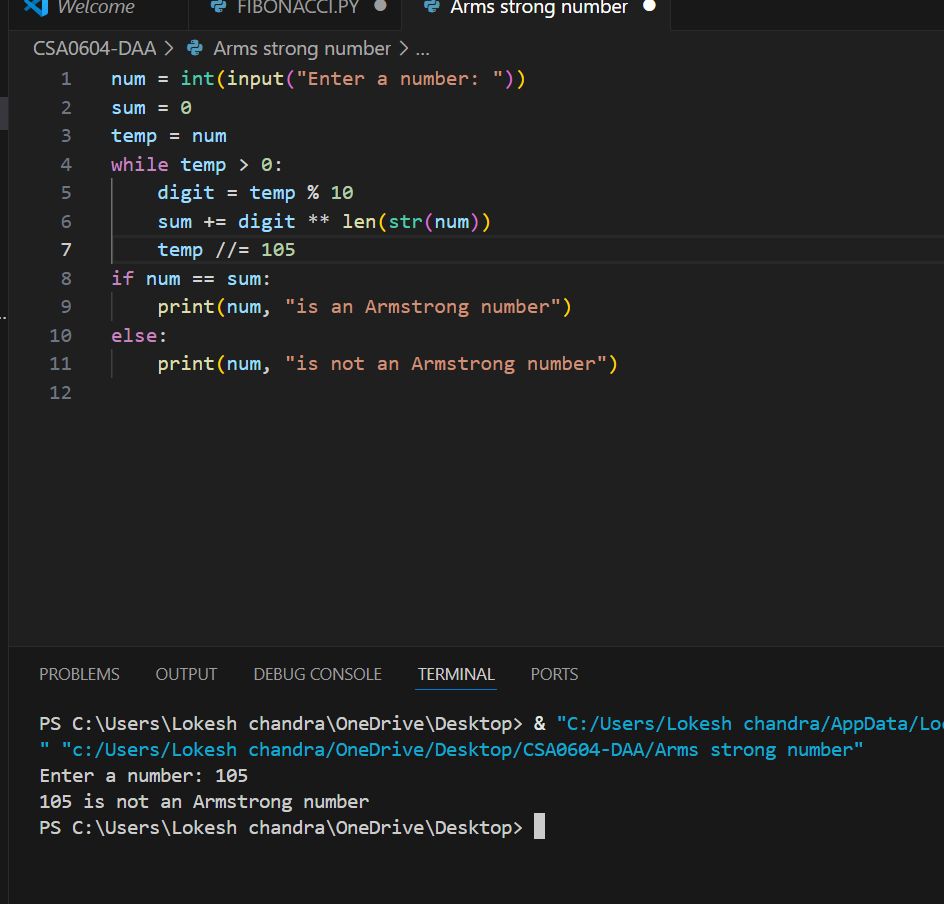 Welcome FIBONACCI.PY Arms strong number
CSA0604-DAA > Arms strong number > ...
1 num = int(input("Enter a number: "))
2 sum = 0
3 temp = num
4 while temp > 0:
5 digit = temp % 10
6 sum += digit ** len(str(num))
7 temp //= 105
8 if num == sum:
9 print(num, "is an Armstrong number")
10 else:
11 print(num, "is not an Armstrong number")
12
PROBLEMS OUTPUT DEBUG CONSOLE TERMINAL PORTS
PS C:\Users\Lokesh chandra\OneDrive\Desktop> & "C:/Users/Lokesh chandra/AppData/Lo
" "c:/Users/Lokesh chandra/OneDrive/Desktop/CSA0604-DAA/Arms strong number"
Enter a number: 105
105 is not an Armstrong number
PS C:\Users\Lokesh chandra\OneDrive\Desktop>